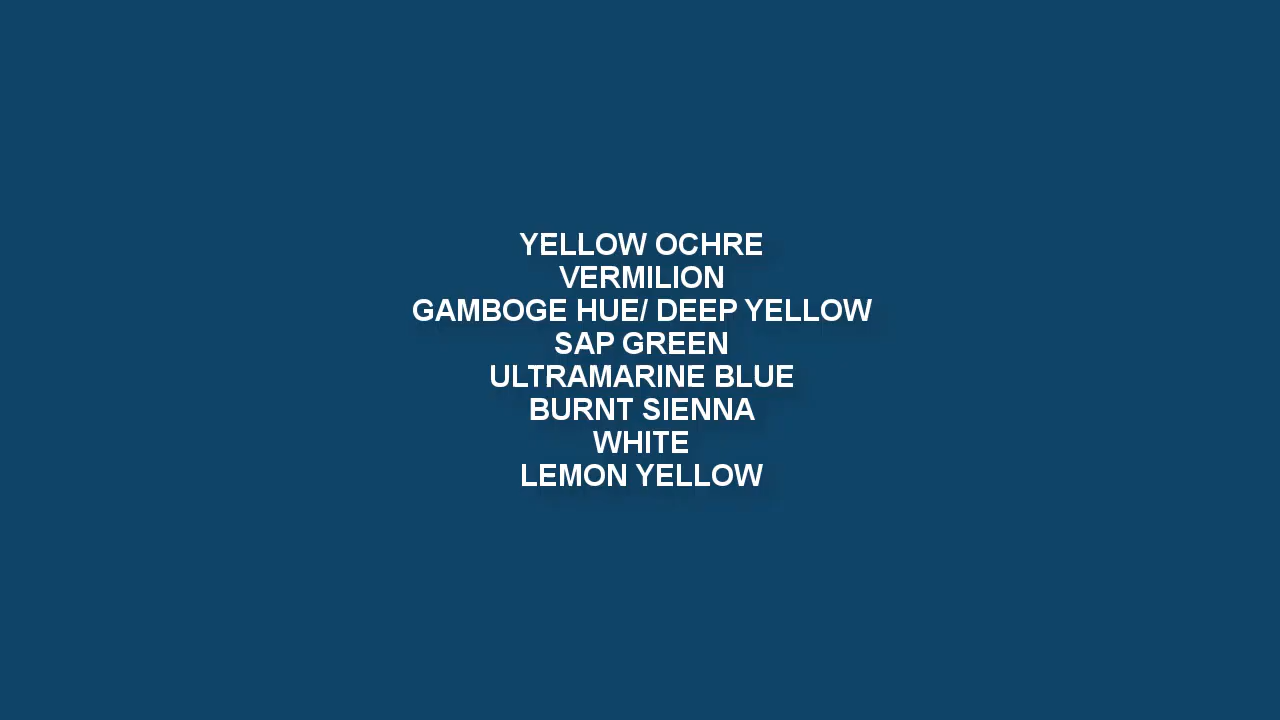 YELLOW OCHRE
VERMILION
GAMBOGE HUE/ DEEP YELLOW
SAP GREEN
ULTRAMARINE BLUE
BURNT SIENNA
WHITE
LEMON YELLOW